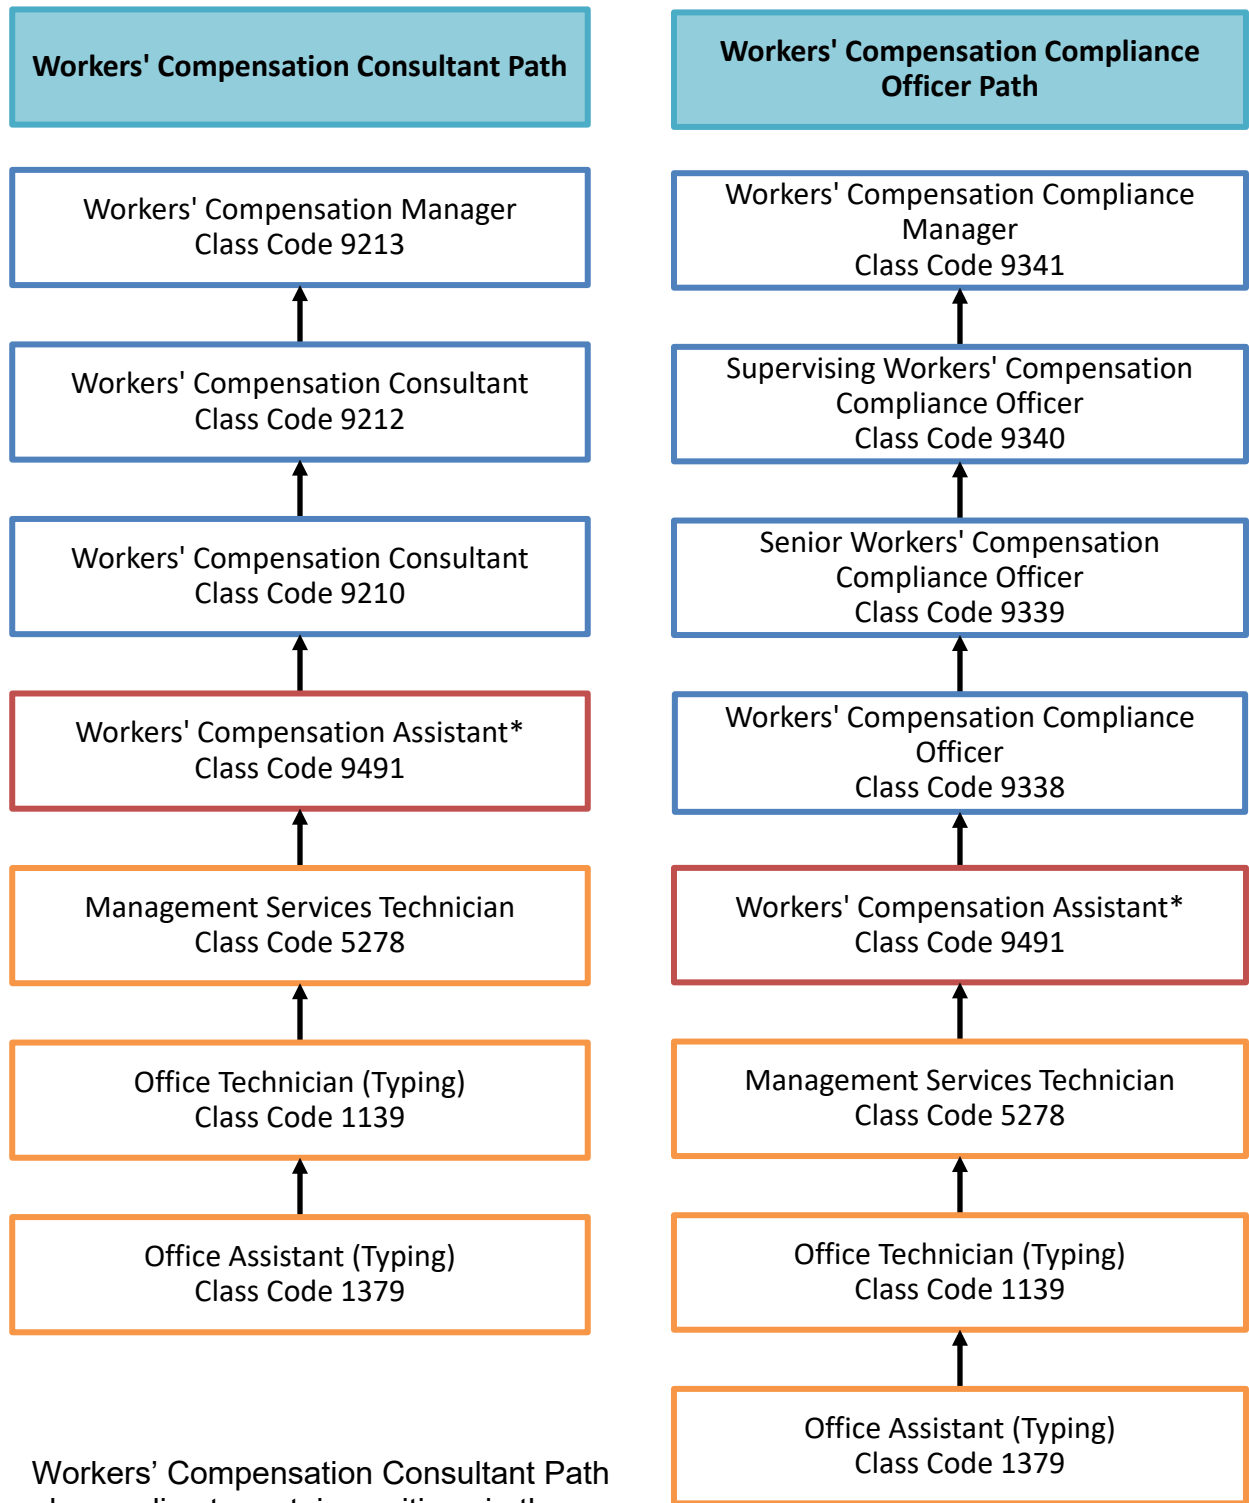 Workers' Compensation Consultant Path
Workers' Compensation Manager
Class Code 9213
Workers' Compensation Consultant
Class Code 9212
Workers' Compensation Consultant
Class Code 9210
Workers' Compensation Assistant*
Class Code 9491
Management Services Technician
Class Code 5278
Office Technician (Typing)
Class Code 1139
Office Assistant (Typing)
Class Code 1379
Workers’ Compensation Consultant Path
Workers' Compensation Compliance
Officer Path
Workers' Compensation Compliance
Manager
Class Code 9341
Supervising Workers' Compensation
Compliance Officer
Class Code 9340
Senior Workers' Compensation
Compliance Officer
Class Code 9339
Workers' Compensation Compliance
Officer
Class Code 9338
Workers' Compensation Assistant*
Class Code 9491
Management Services Technician
Class Code 5278
Office Technician (Typing)
Class Code 1139
Office Assistant (Typing)
Class Code 1379